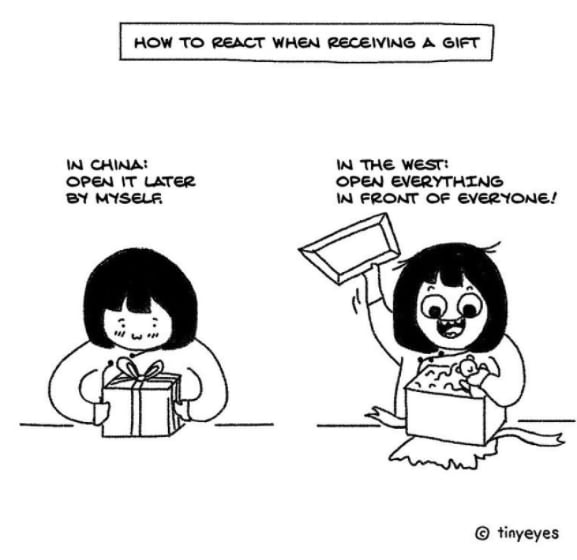 HOW TO REACT WHEN RECEIVING A GIFT
IN CHINA:
OPEN IT LATER
BY MYSELF.
IN THE WEST:
OPEN EVERYTHING
IN FRONT OF EVERYONE!
© tinyeyes